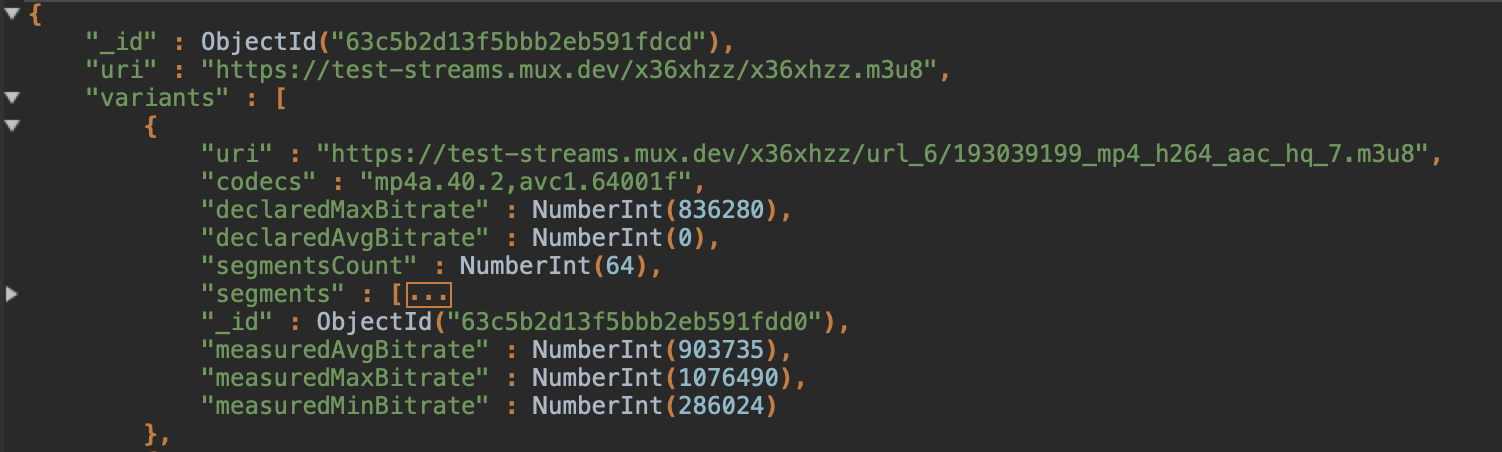 {
"_id" : ObjectId("63c5b2d13f5bbb2eb591fdcd"),
"uri" : "https://test-streams.mux.dev/x36xhzz/x36xhzz.m3u8",
"variants" : [
{
"uri" : "https://test-streams.mux.dev/x36xhzz/url_6/193039199_mp4_h264_aac_hq_7.m3u8",
"codecs" : "mp4a.40.2,avc1.64001f",
"declaredMaxBitrate" : NumberInt(836280),
"declaredAvgBitrate" : NumberInt(0),
"segmentsCount" : NumberInt(64),
"segments" : [...
"_id" : ObjectId("63c5b2d13f5bbb2eb591fdd0"),
"measuredAvgBitrate" : NumberInt(903735),
"measuredMaxBitrate" : NumberInt(1076490),
"measuredMinBitrate" : NumberInt(286024)
},